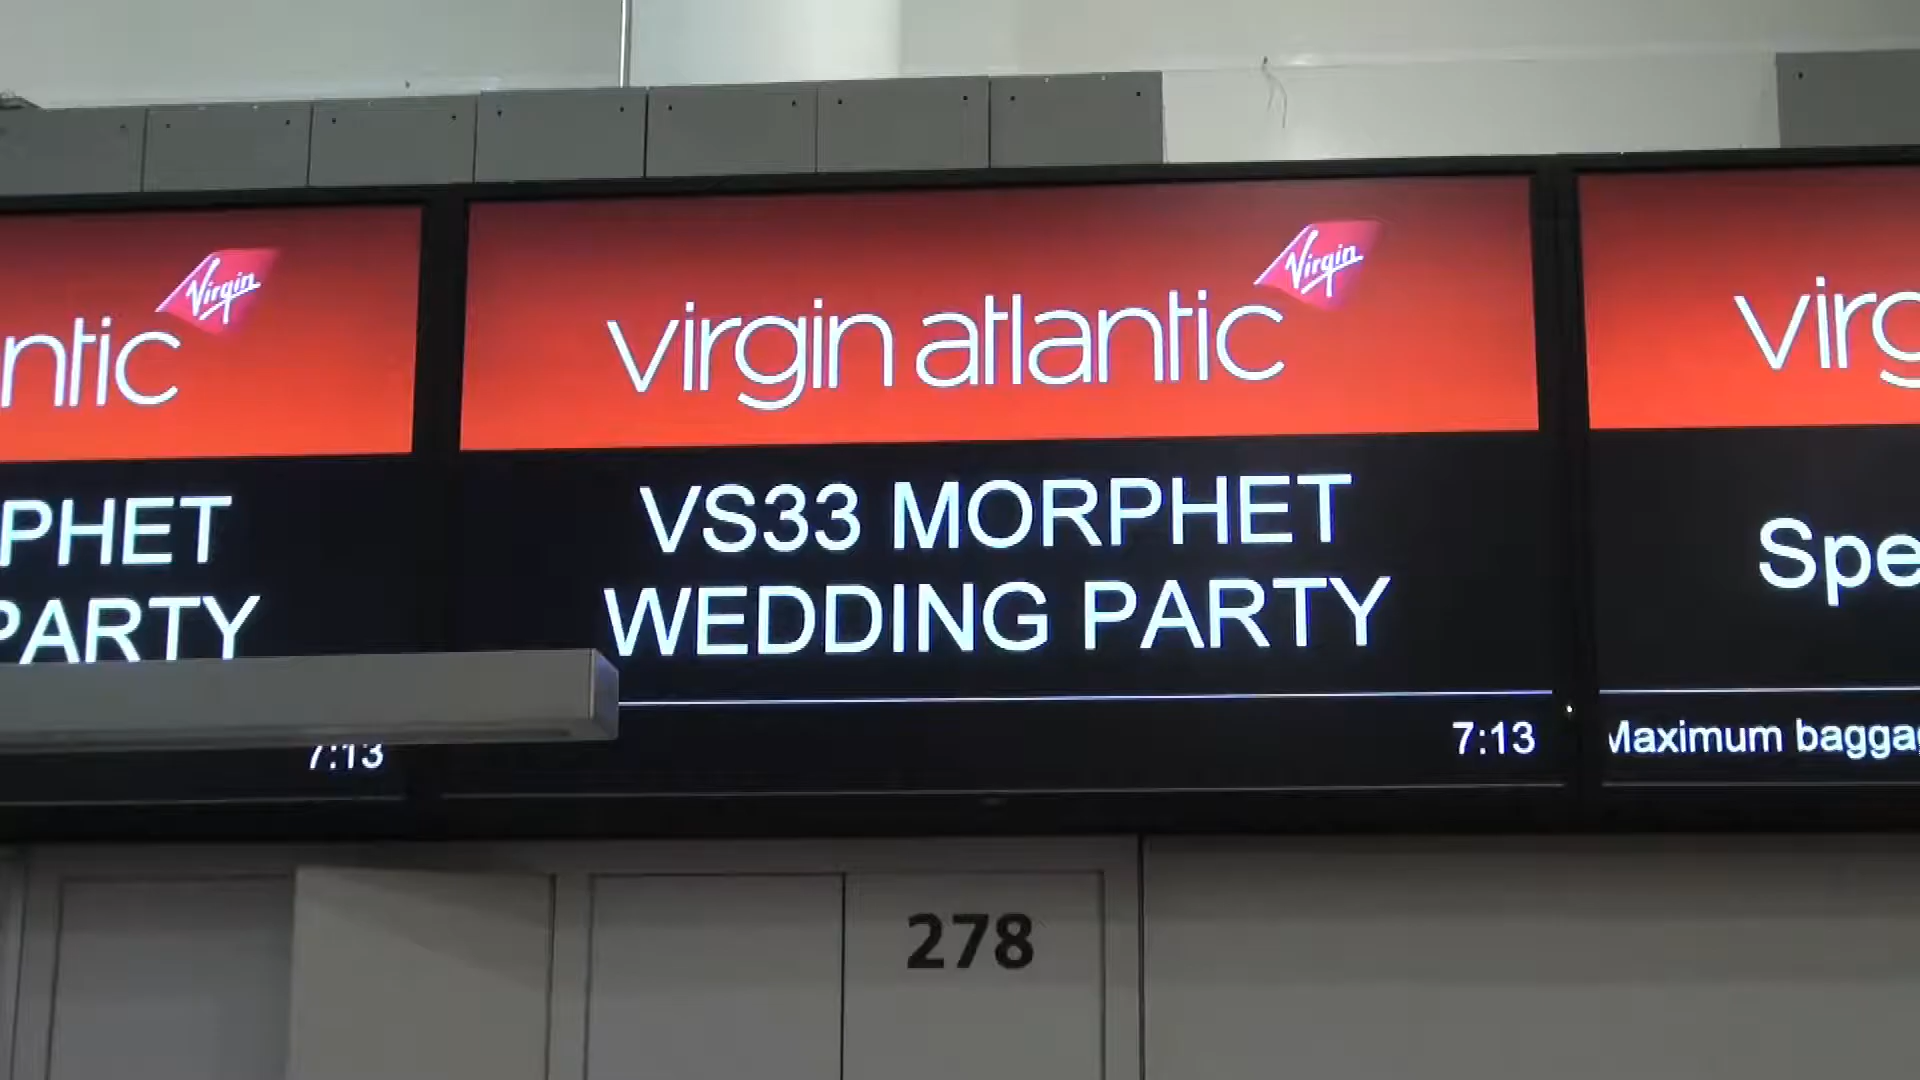 ntic Virgin
PHET
PARTY
7:13
virgin atlantic Virgin
VS33 MORPHET
WEDDING PARTY
7:13
278
virg
Spe
Maximum bagga